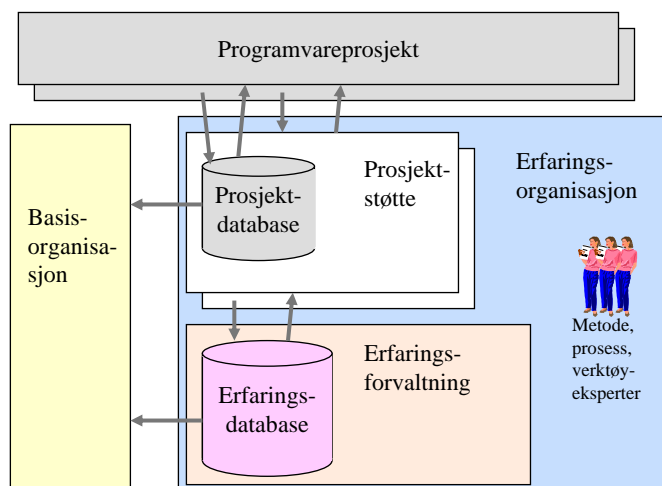 Programvareprosjekt
Basis-
organisa-
sjon
Prosjekt-
database
Prosjekt-
støtte
Erfarings-
organisasjon
Metode,
prosess,
verktøy-
eksperter
Erfarings-
database
Erfarings-
forvaltning